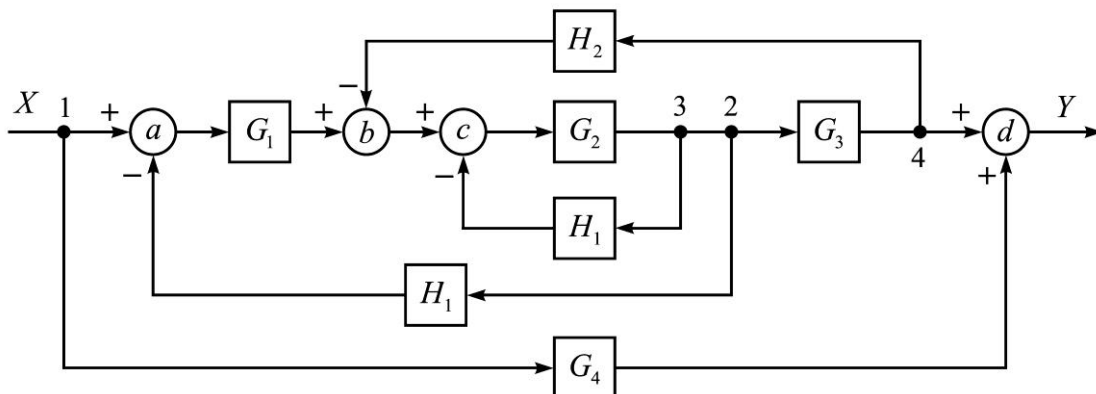 H₂
− 
X 1 + a G₁ + b + c G₂ 3 2 G₃ + d Y
− − 4 +
H₁
H₁
G₄